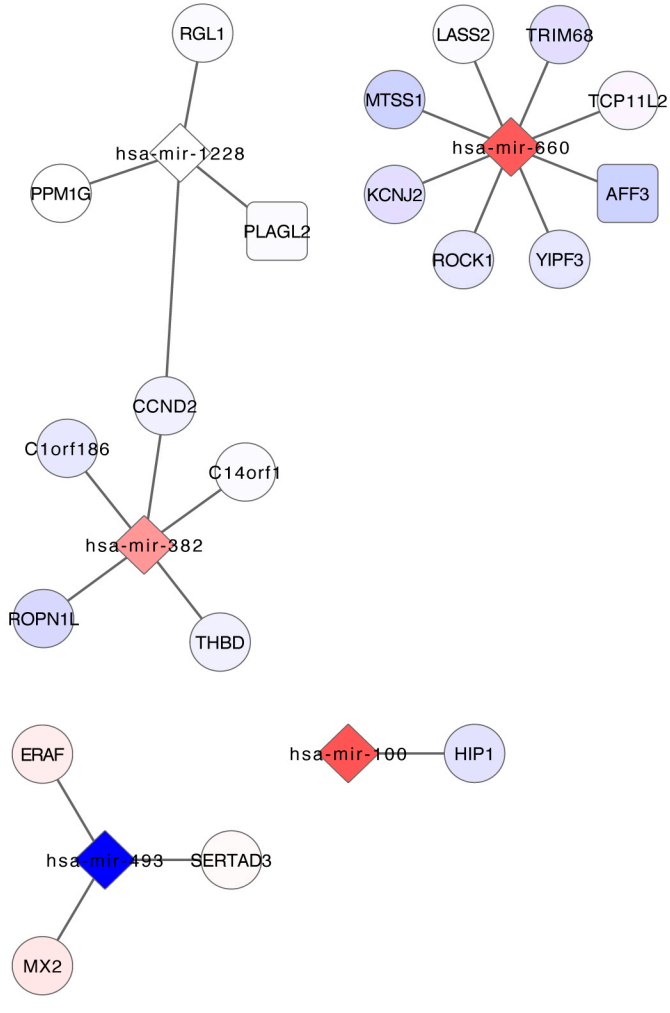 RGL1
hsa-mir-1228
PPM1G
PLAGL2
LASS2
TRIM68
MTSS1
TCP11L2
hsa-mir-660
KCNJ2
AFF3
ROCK1
YIPF3
CCND2
C1orf186
C14orf1
hsa-mir-382
ROPN1L
THBD
ERAF
hsa-mir-493
SERTAD3
MX2
hsa-mir-100
HIP1